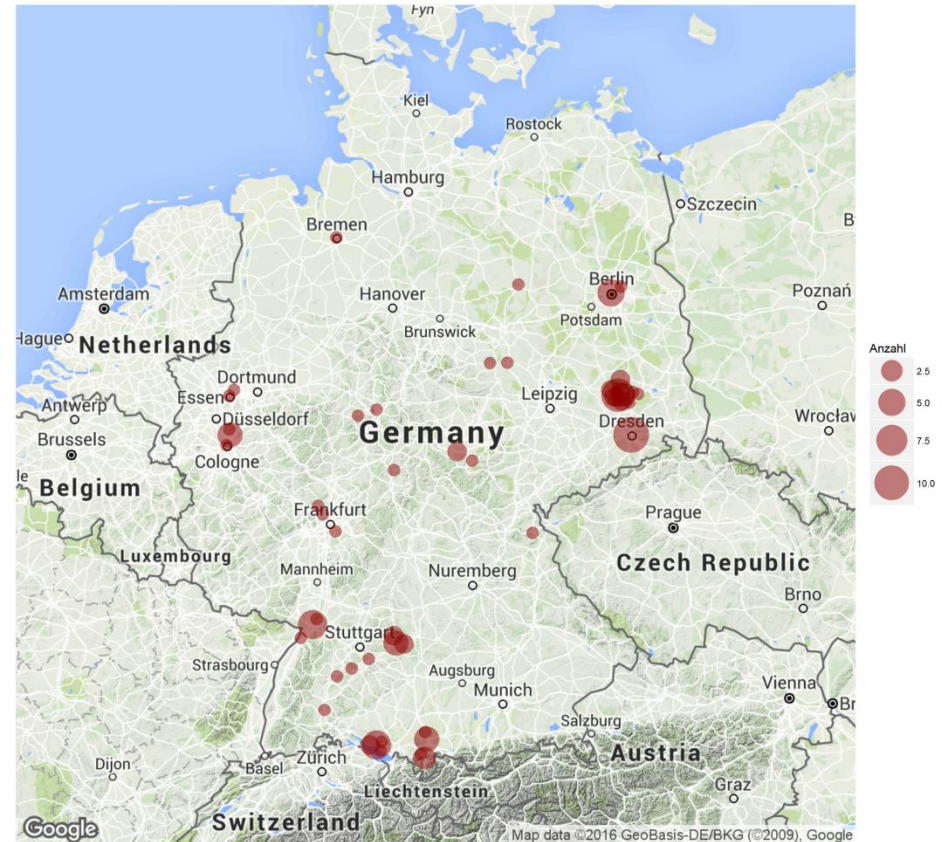 Fyn
Kiel
Rostock
Hamburg
Szczecin
Bremen
B
Berlin
Amsterdam
Hanover
Poznań
Potsdam
Brunswick
Hague
Netherlands
Anzahl
2.5
5.0
7.5
10.0
Dortmund
Essen
Leipzig
Antwerp
Düsseldorf
Dresden
Wrocław
Germany
Brussels
Cologne
le
Belgium
Frankfurt
Prague
Luxembourg
Czech Republic
Mannheim
Nuremberg
Brno
Stuttgart
Strasbourg
Augsburg
Munich
Vienna
Br
Salzburg
Austria
Dijon
Basel
Zürich
Liechtenstein
Graz
Switzerland
Google
Map data ©2016 GeoBasis-DE/BKG (©2009), Google